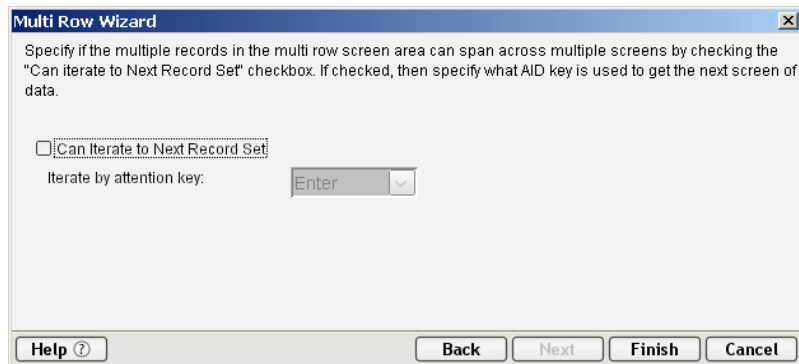 Multi Row Wizard
Specify if the multiple records in the multi row screen area can span across multiple screens by checking the
"Can iterate to Next Record Set" checkbox. If checked, then specify what AID key is used to get the next screen of
data.
Can Iterate to Next Record Set
Iterate by attention key:
Enter
Help ?
Back
Next
Finish
Cancel